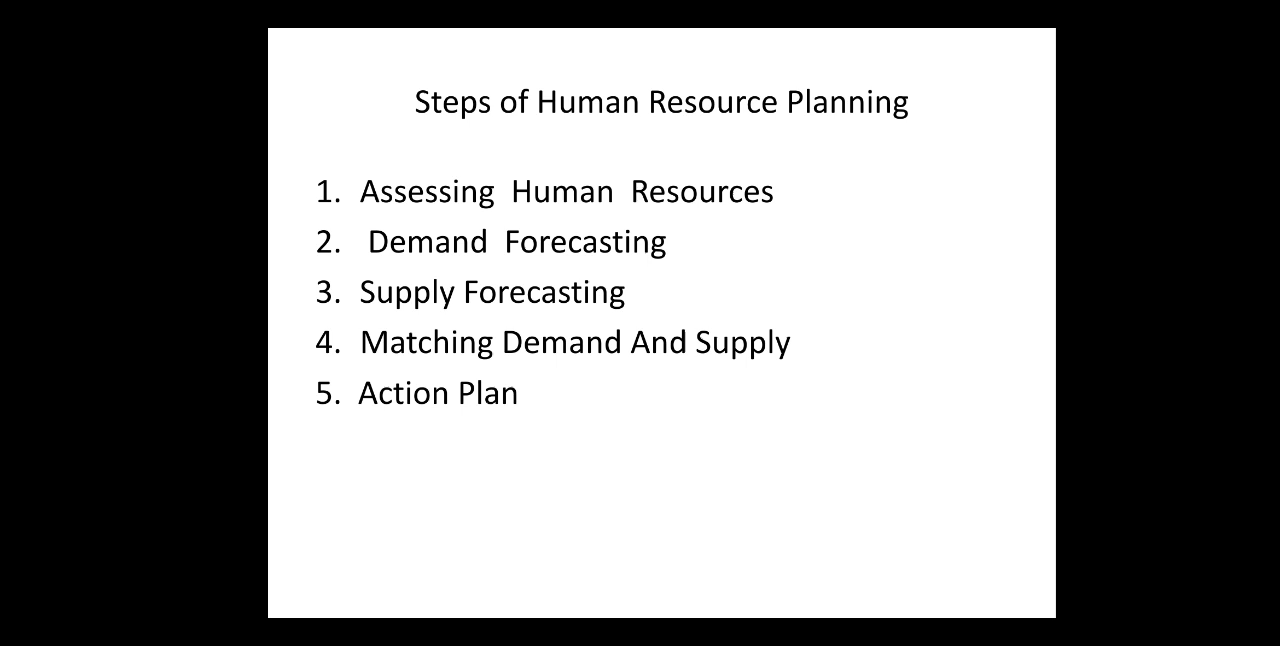 Steps of Human Resource Planning
1. Assessing Human Resources
2. Demand Forecasting
3. Supply Forecasting
4. Matching Demand And Supply
5. Action Plan